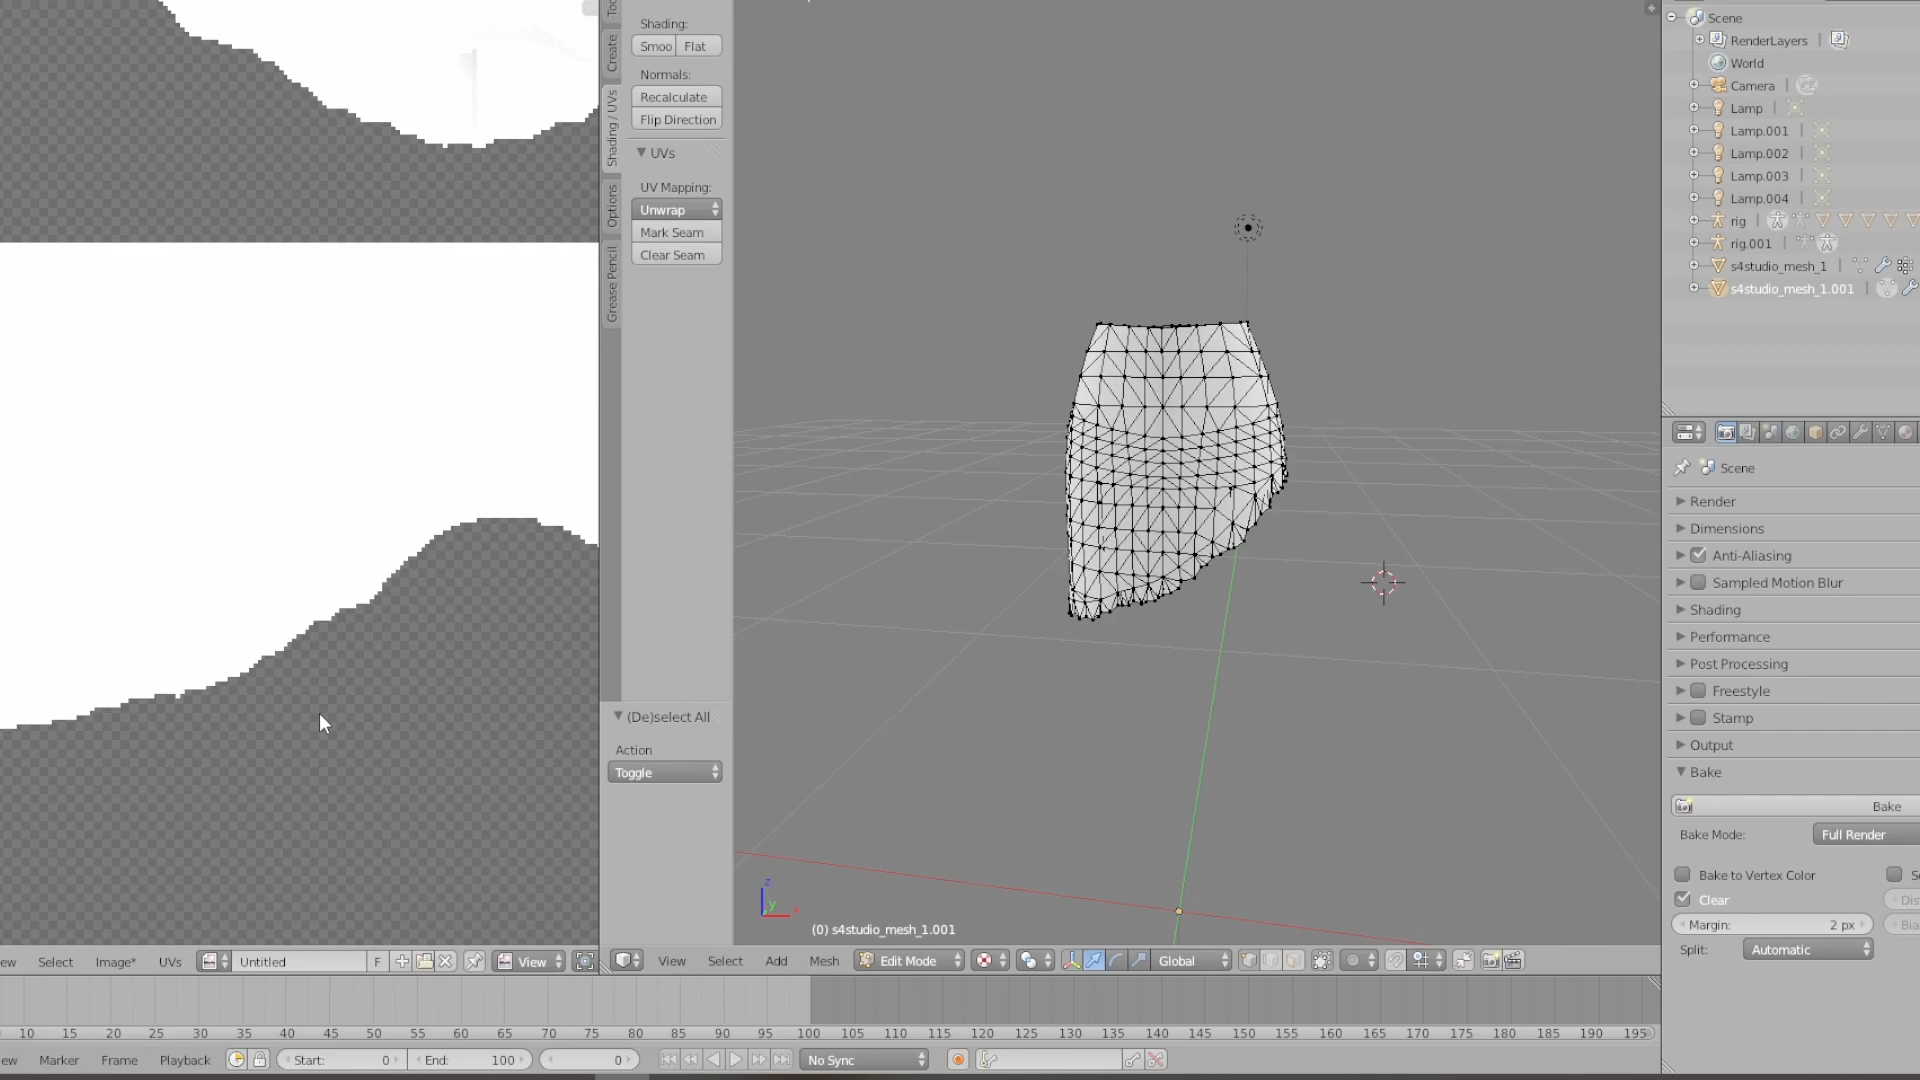 Too
Create
Shading / UVs
Options
Grease Pencil
Shading:
Smoo Flat
Normals:
Recalculate
Flip Direction
UVs
UV Mapping:
Unwrap
Mark Seam
Clear Seam
(De)select All
Action
Toggle
z
y
x
(0) s4studio_mesh_1.001
Scene
RenderLayers
World
Camera
Lamp
Lamp.001
Lamp.002
Lamp.003
Lamp.004
rig
rig.001
s4studio_mesh_1
s4studio_mesh_1.001
Scene
Render
Dimensions
Anti-Aliasing
Sampled Motion Blur
Shading
Performance
Post Processing
Freestyle
Stamp
Output
Bake
Bake
Bake Mode: Full Render
Bake to Vertex Color
Clear
Margin: 2 px
Split: Automatic
ew Select Image* UVs Untitled F View
View Select Add Mesh Edit Mode Global
10 15 20 25 30 35 40 45 50 55 60 65 70 75 80 85 90 95 100 105 110 115 120 125 130 135 140 145 150 155 160 165 170 175 180 185 190 195
ew Marker Frame Playback Start: 0 End: 100 0 No Sync